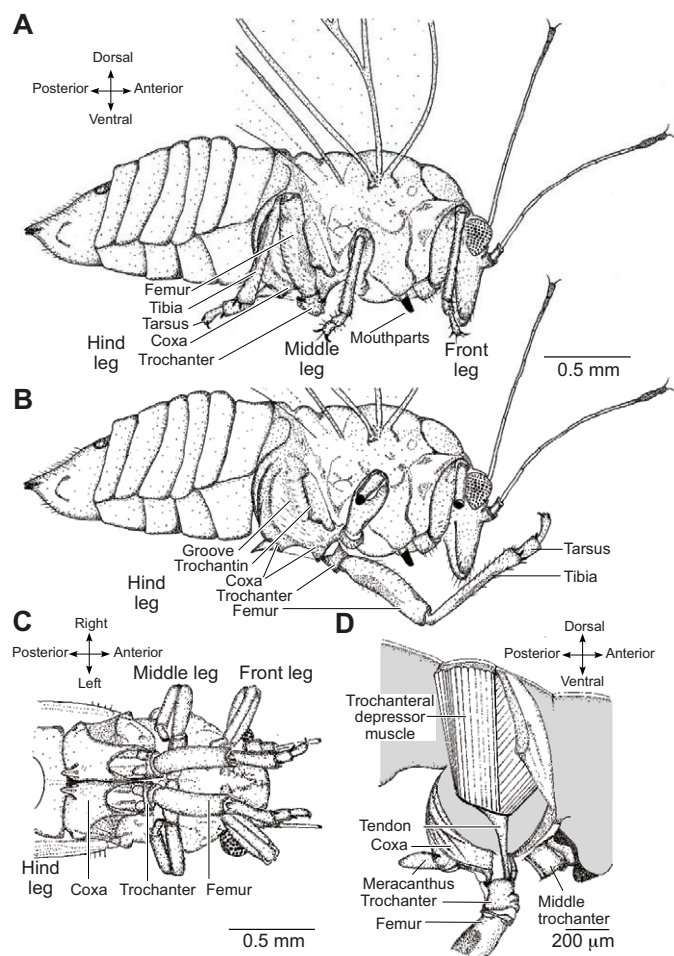 A
Dorsal
Posterior Anterior
Ventral
Femur
Tibia
Tarsus
Coxa
Trochanter
Hind
leg
Middle
leg
Mouthparts
Front
leg
0.5 mm
B
Groove
Trochantin
Coxa
Trochanter
Femur
Hind
leg
Tarsus
Tibia
C
Right
Posterior Anterior
Left
Middle leg Front leg
Hind
leg
Coxa Trochanter Femur
0.5 mm
D
Dorsal
Posterior Anterior
Ventral
Trochanteral
depressor
muscle
Tendon
Coxa
Meracanthus
Trochanter
Femur
Middle
trochanter
200 μm